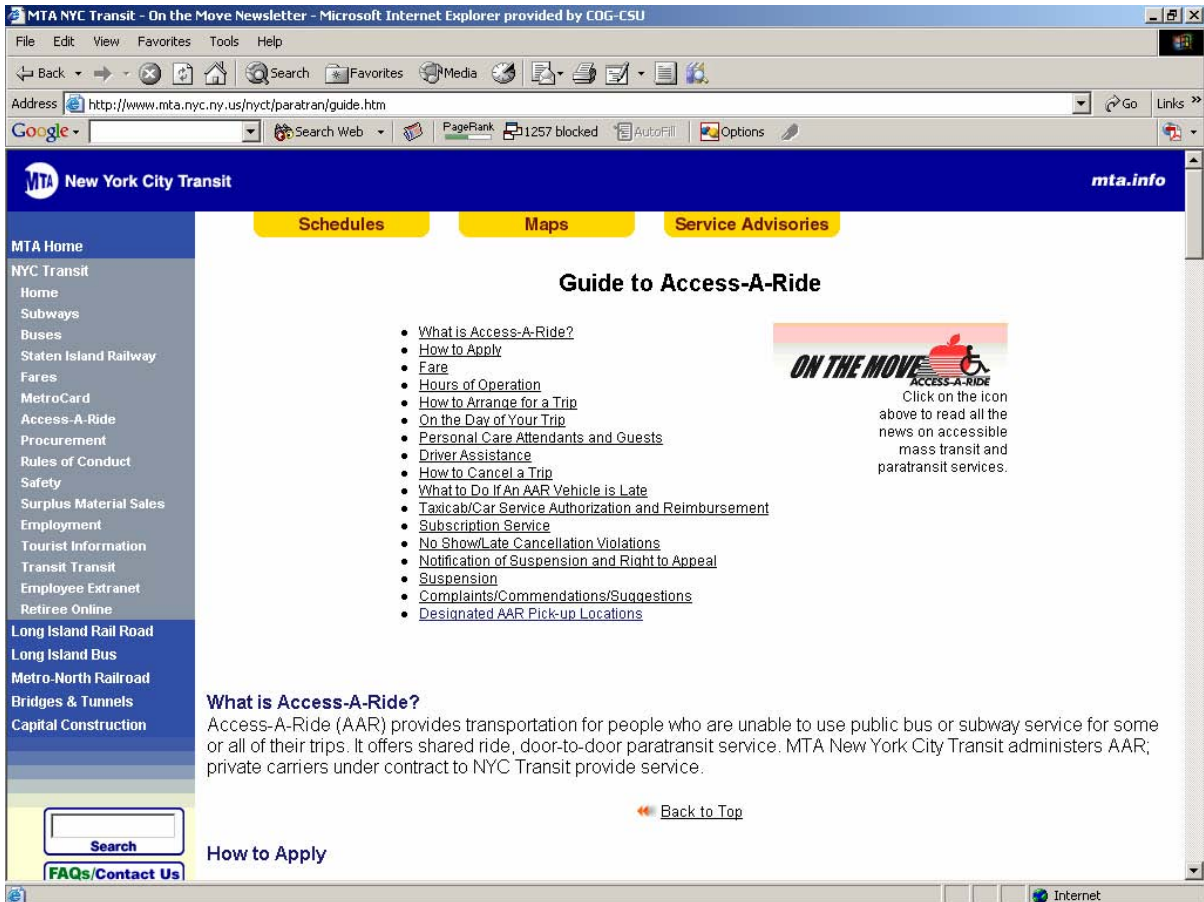 MTA NYC Transit - On the Move Newsletter - Microsoft Internet Explorer provided by COG-CSU
File Edit View Favorites Tools Help
Back Search Favorites Media
Address http://www.mta.nyc.ny.us/nyct/paratran/guide.htm Go Links »
Google Search Web PageRank 1257 blocked AutoFill Options
MTA New York City Transit mta.info
Schedules Maps Service Advisories
MTA Home
NYC Transit
Home
Subways
Buses
Staten Island Railway
Fares
MetroCard
Access-A-Ride
Procurement
Rules of Conduct
Safety
Surplus Material Sales
Employment
Tourist Information
Transit Transit
Employee Extranet
Retiree Online
Long Island Rail Road
Long Island Bus
Metro-North Railroad
Bridges & Tunnels
Capital Construction
Search
FAQs/Contact Us
Guide to Access-A-Ride
• What is Access-A-Ride?
• How to Apply
• Fare
• Hours of Operation
• How to Arrange for a Trip
• On the Day of Your Trip
• Personal Care Attendants and Guests
• Driver Assistance
• How to Cancel a Trip
• What to Do If An AAR Vehicle is Late
• Taxicab/Car Service Authorization and Reimbursement
• Subscription Service
• No Show/Late Cancellation Violations
• Notification of Suspension and Right to Appeal
• Suspension
• Complaints/Commendations/Suggestions
• Designated AAR Pick-up Locations
ON THE MOVE
ACCESS-A-RIDE
Click on the icon
above to read all the
news on accessible
mass transit and
paratransit services.
What is Access-A-Ride?
Access-A-Ride (AAR) provides transportation for people who are unable to use public bus or subway service for some
or all of their trips. It offers shared ride, door-to-door paratransit service. MTA New York City Transit administers AAR;
private carriers under contract to NYC Transit provide service.
Back to Top
How to Apply
Internet